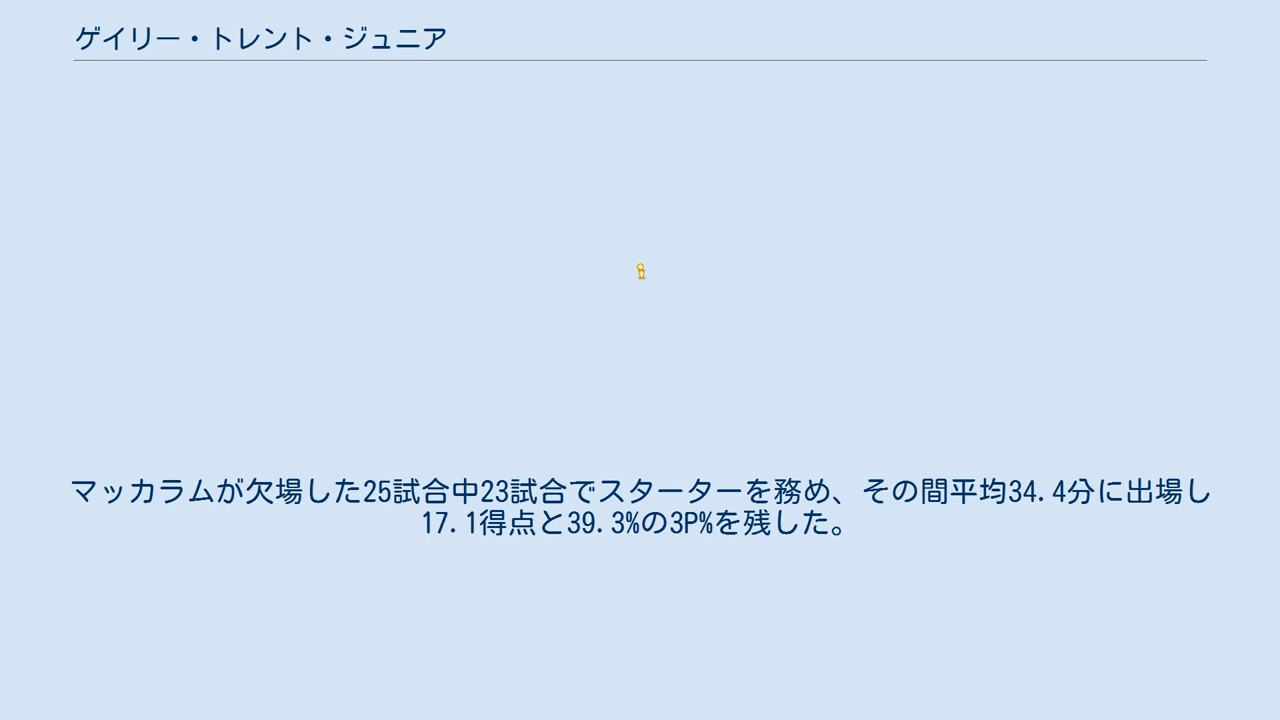 ゲイリー・トレント・ジュニア
マッカラムが欠場した25試合中23試合でスターターを務め、その間平均34.4分に出場し
17.1得点と39.3%の3P%を残した。